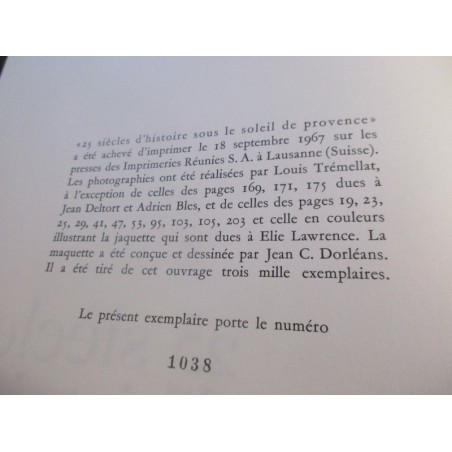 «25 siècles d'histoire sous le soleil de provence»
a été achevé d'imprimer le 18 septembre 1967 sur les
presses des Imprimeries Réunies S. A. à Lausanne (Suisse).
Les photographies ont été réalisées par Louis Trémellat,
à l'exception de celles des pages 169, 171, 175 dues à
Jean Deltort et Adrien Bles, et de celles des pages 19, 23,
25, 29, 41, 47, 53, 95, 103, 105, 203 et celle en couleurs
illustrant la jaquette qui sont dues à Elie Lawrence. La
maquette a été conçue et dessinée par Jean C. Dorléans.
Il a été tiré de cet ouvrage trois mille exemplaires.
Le présent exemplaire porte le numéro
1038